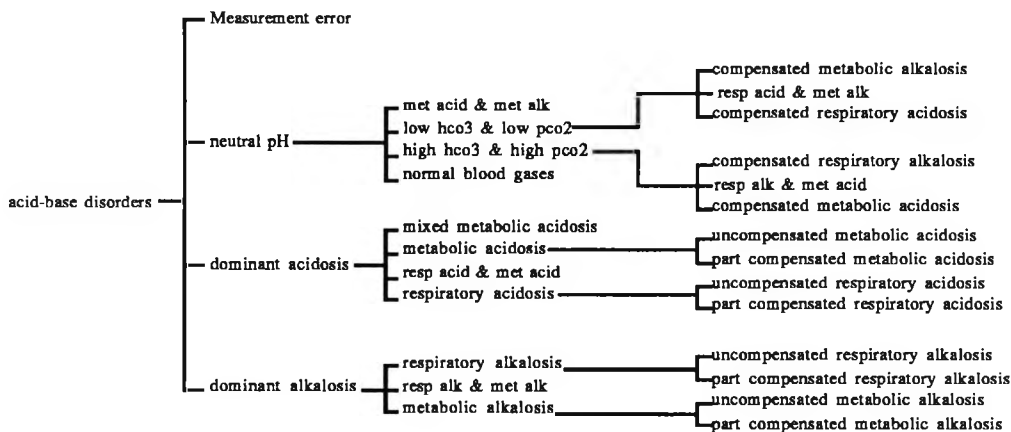 acid-base disorders
Measurement error
neutral pH
met acid & met alk
low hco3 & low pco2
compensated metabolic alkalosis
resp acid & met alk
compensated respiratory acidosis
high hco3 & high pco2
compensated respiratory alkalosis
resp alk & met acid
compensated metabolic acidosis
normal blood gases
dominant acidosis
mixed metabolic acidosis
metabolic acidosis
uncompensated metabolic acidosis
part compensated metabolic acidosis
resp acid & met acid
respiratory acidosis
uncompensated respiratory acidosis
part compensated respiratory acidosis
dominant alkalosis
respiratory alkalosis
uncompensated respiratory alkalosis
part compensated respiratory alkalosis
resp alk & met alk
metabolic alkalosis
uncompensated metabolic alkalosis
part compensated metabolic alkalosis